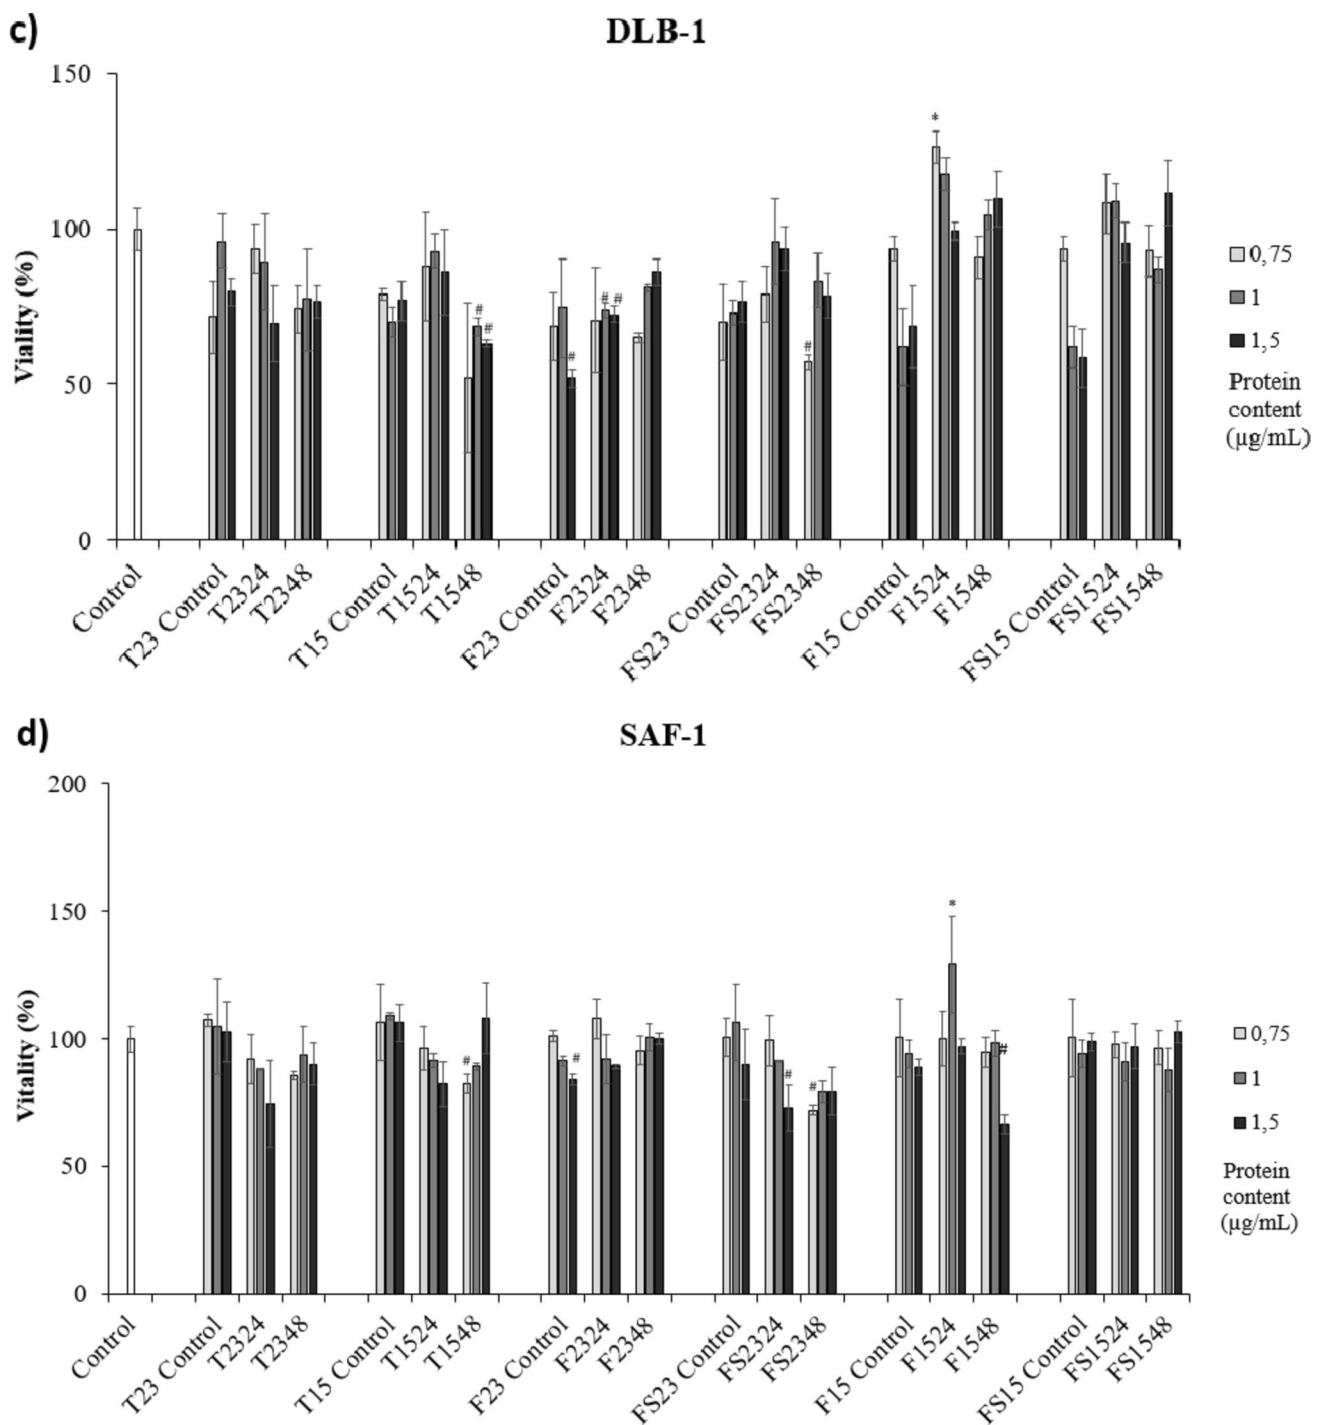 c)
DLB-1
Viality (%)
150
100
50
0
*
#
#
#
#
#
#
0,75
1
1,5
Protein
content
(µg/mL)
Control
T23 Control
T2324
T2348
T15 Control
T1524
T1548
F23 Control
F2324
F2348
FS23 Control
FS2324
FS2348
F15 Control
F1524
F1548
FS15 Control
FS1524
FS1548
d)
SAF-1
Vitality (%)
200
150
100
50
0
*
#
#
#
#
#
0,75
1
1,5
Protein
content
(µg/mL)
Control
T23 Control
T2324
T2348
T15 Control
T1524
T1548
F23 Control
F2324
F2348
FS23 Control
FS2324
FS2348
F15 Control
F1524
F1548
FS15 Control
FS1524
FS1548